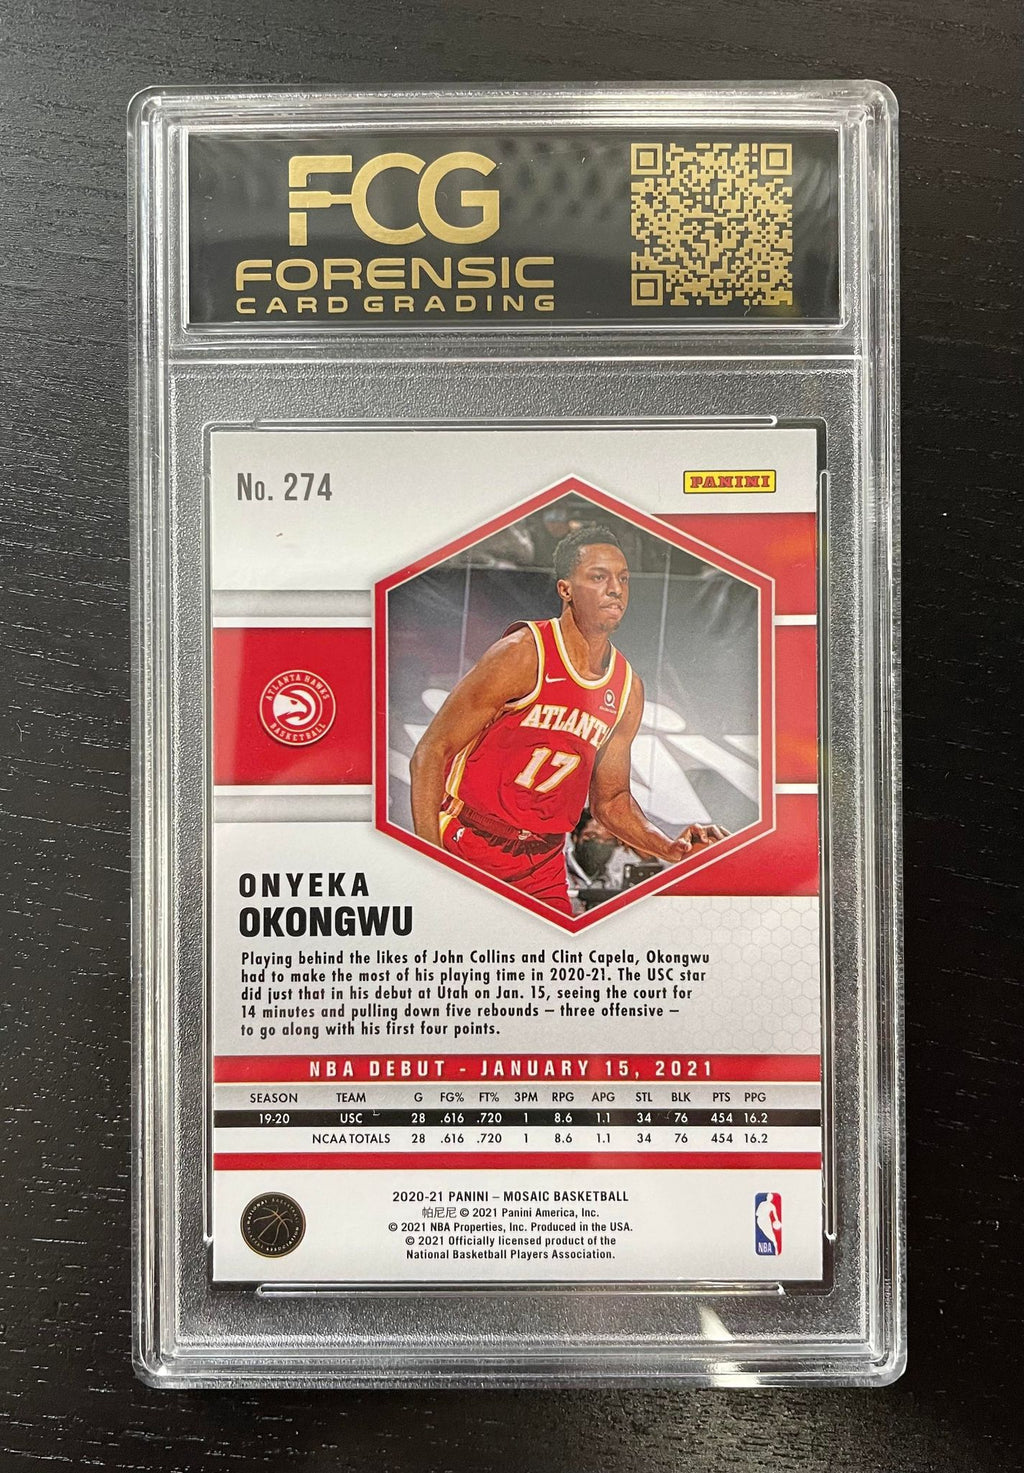 FCG
FORENSIC
CARD GRADING
No. 274
PANINI
ATLANTA HAWKS
BASKETBALL
ATLANT
17
ONYEKA
OKONGWU
Playing behind the likes of John Collins and Clint Capela, Okongwu
had to make the most of his playing time in 2020-21. The USC star
did just that in his debut at Utah on Jan. 15, seeing the court for
14 minutes and pulling down five rebounds – three offensive –
to go along with his first four points.
NBA DEBUT - JANUARY 15, 2021
SEASON TEAM G FG% FT% 3PM RPG APG STL BLK PTS PPG
19-20 USC 28 .616 .720 1 8.6 1.1 34 76 454 16.2
NCAA TOTALS 28 .616 .720 1 8.6 1.1 34 76 454 16.2
2020-21 PANINI – MOSAIC BASKETBALL
帕尼尼 © 2021 Panini America, Inc.
© 2021 NBA Properties, Inc. Produced in the USA.
© 2021 Officially licensed product of the
National Basketball Players Association.
NBA